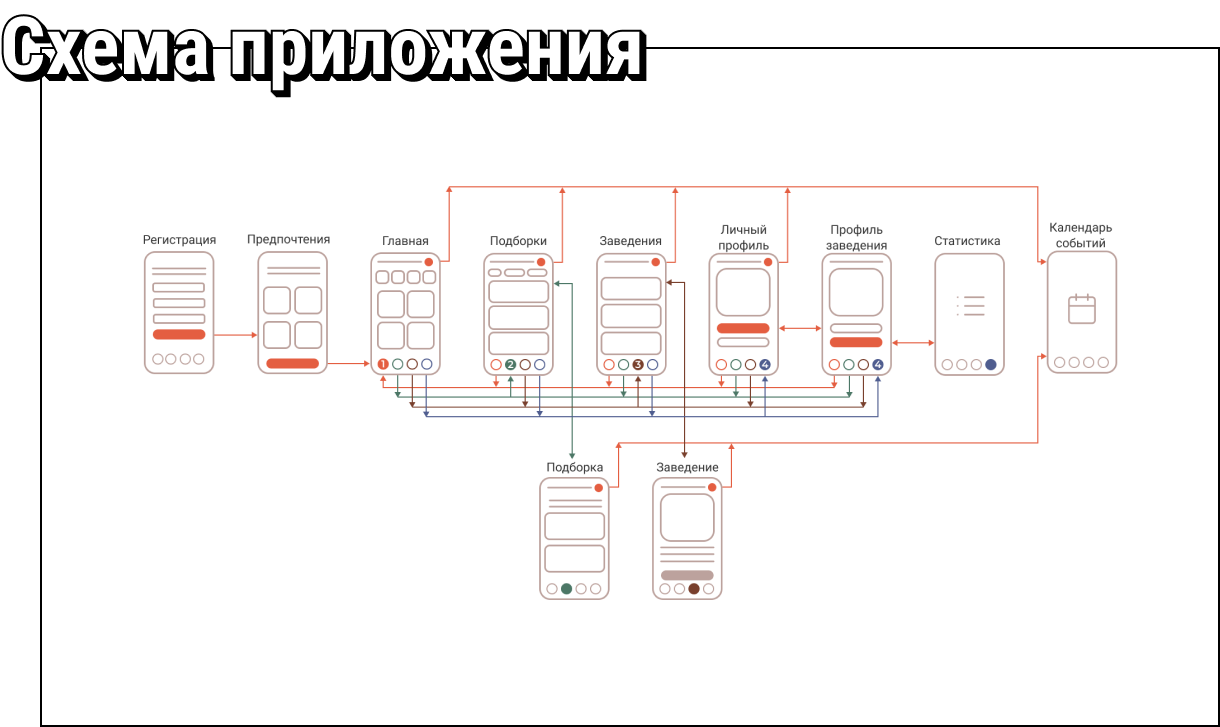 Схема приложения
Регистрация
Предпочтения
Главная
Подборки
Заведения
Личный
профиль
Профиль
заведения
Статистика
Календарь
событий
1
2
3
4
4
Подборка
Заведение